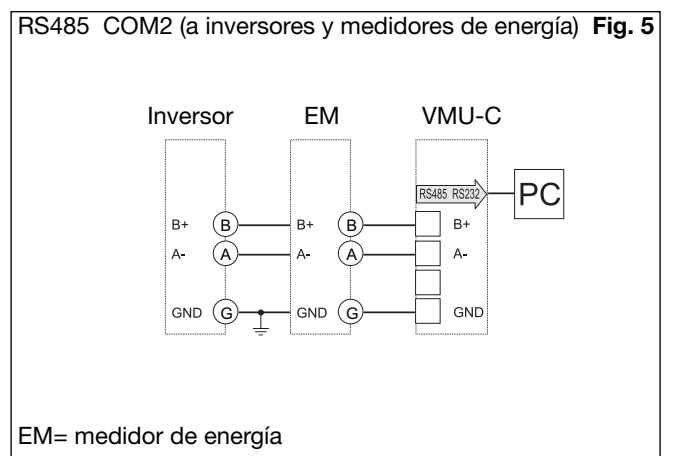 RS485 COM2 (a inversores y medidores de energía) Fig. 5
Inversor EM VMU-C
RS485 RS232 PC
B+ B B+ B B+
A- A A- A A-
GND G GND G GND
EM= medidor de energía